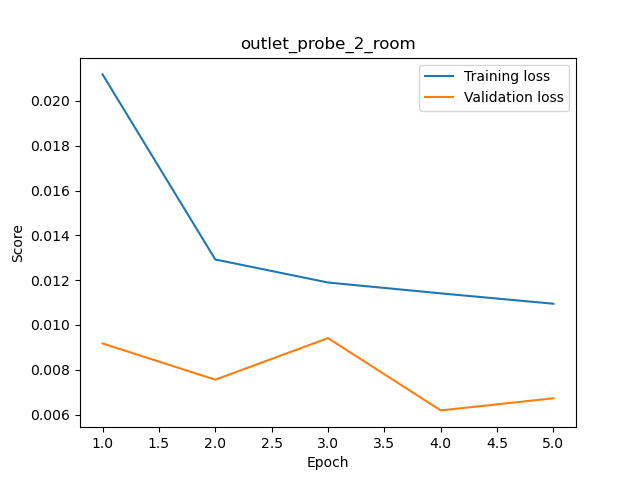 outlet_probe_2_room
Training loss
Validation loss
0.020
0.018
0.016
0.014
0.012
0.010
0.008
0.006
Score
1.0 1.5 2.0 2.5 3.0 3.5 4.0 4.5 5.0
Epoch